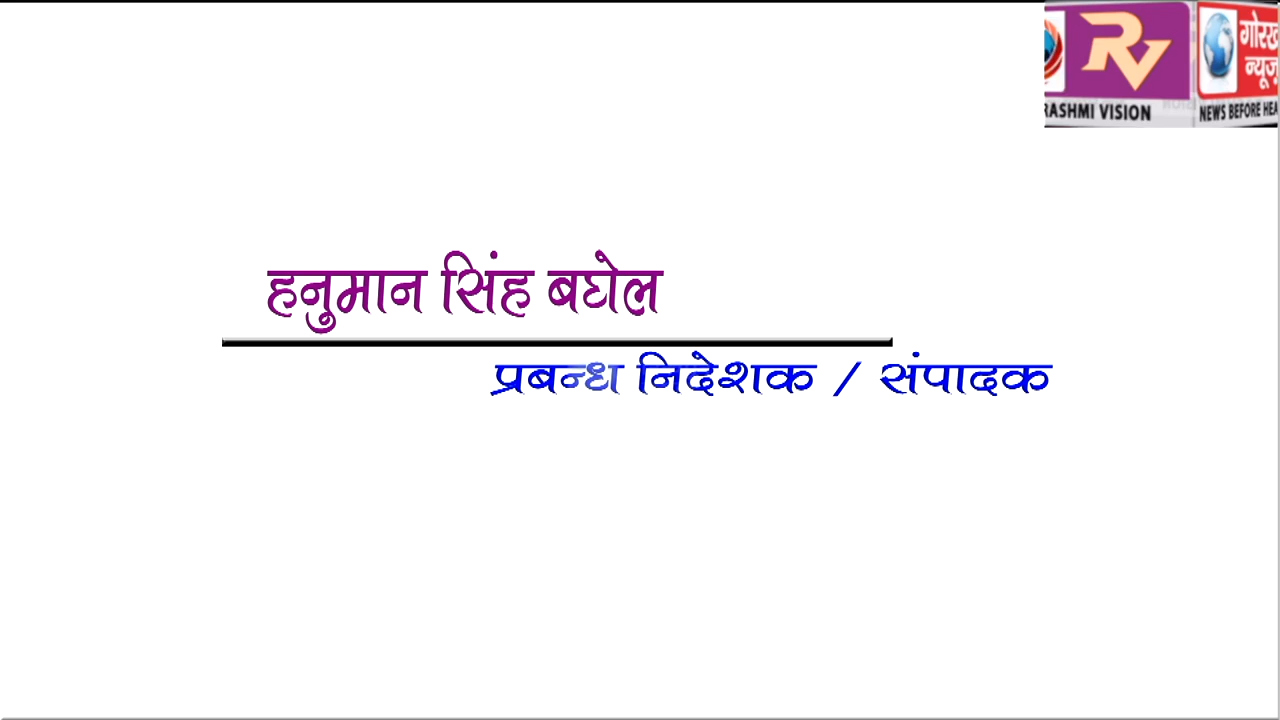 RV
गोरख
न्यूज़
RASHMI VISION
NEWS BEFORE HEA
हनुमान सिंह बघेल
प्रबन्ध निदेशक / संपादक